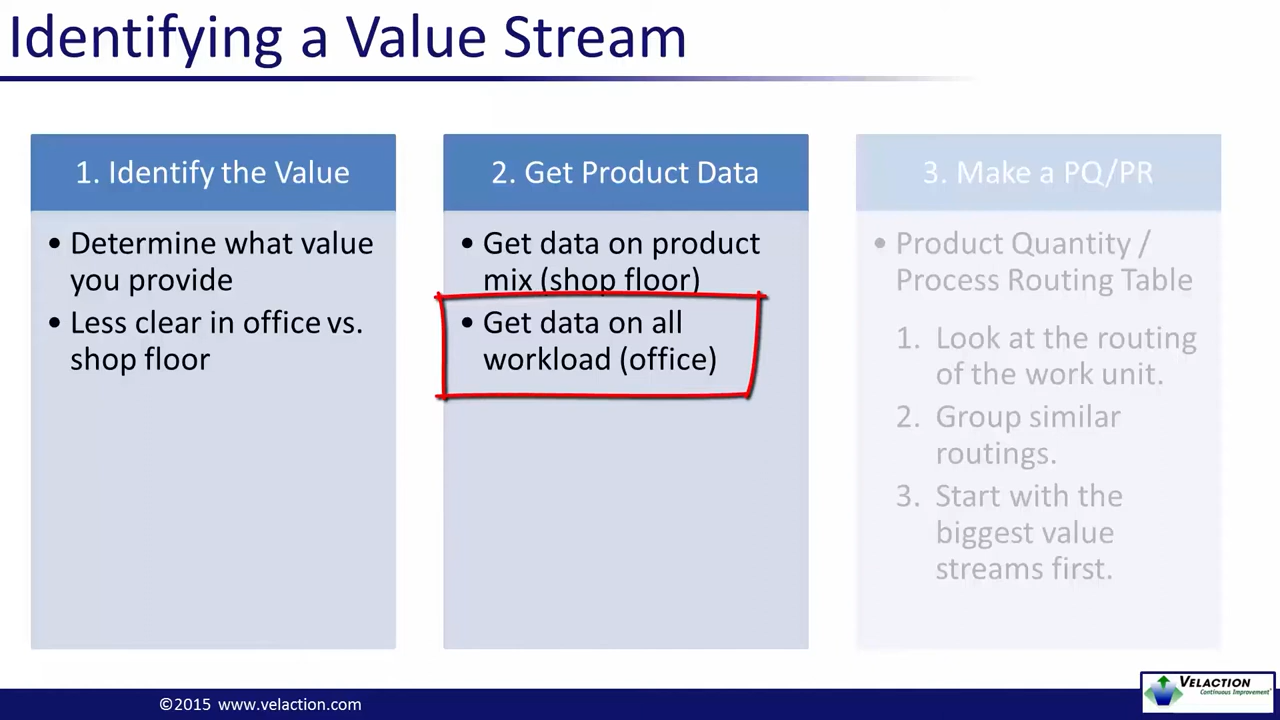 Identifying a Value Stream
1. Identify the Value
• Determine what value
you provide
• Less clear in office vs.
shop floor
2. Get Product Data
• Get data on product
mix (shop floor)
• Get data on all
workload (office)
3. Make a PQ/PR
• Product Quantity /
Process Routing Table
1. Look at the routing
of the work unit.
2. Group similar
routings.
3. Start with the
biggest value
streams first.
©2015 www.velaction.com
VELACTION
Continuous Improvement